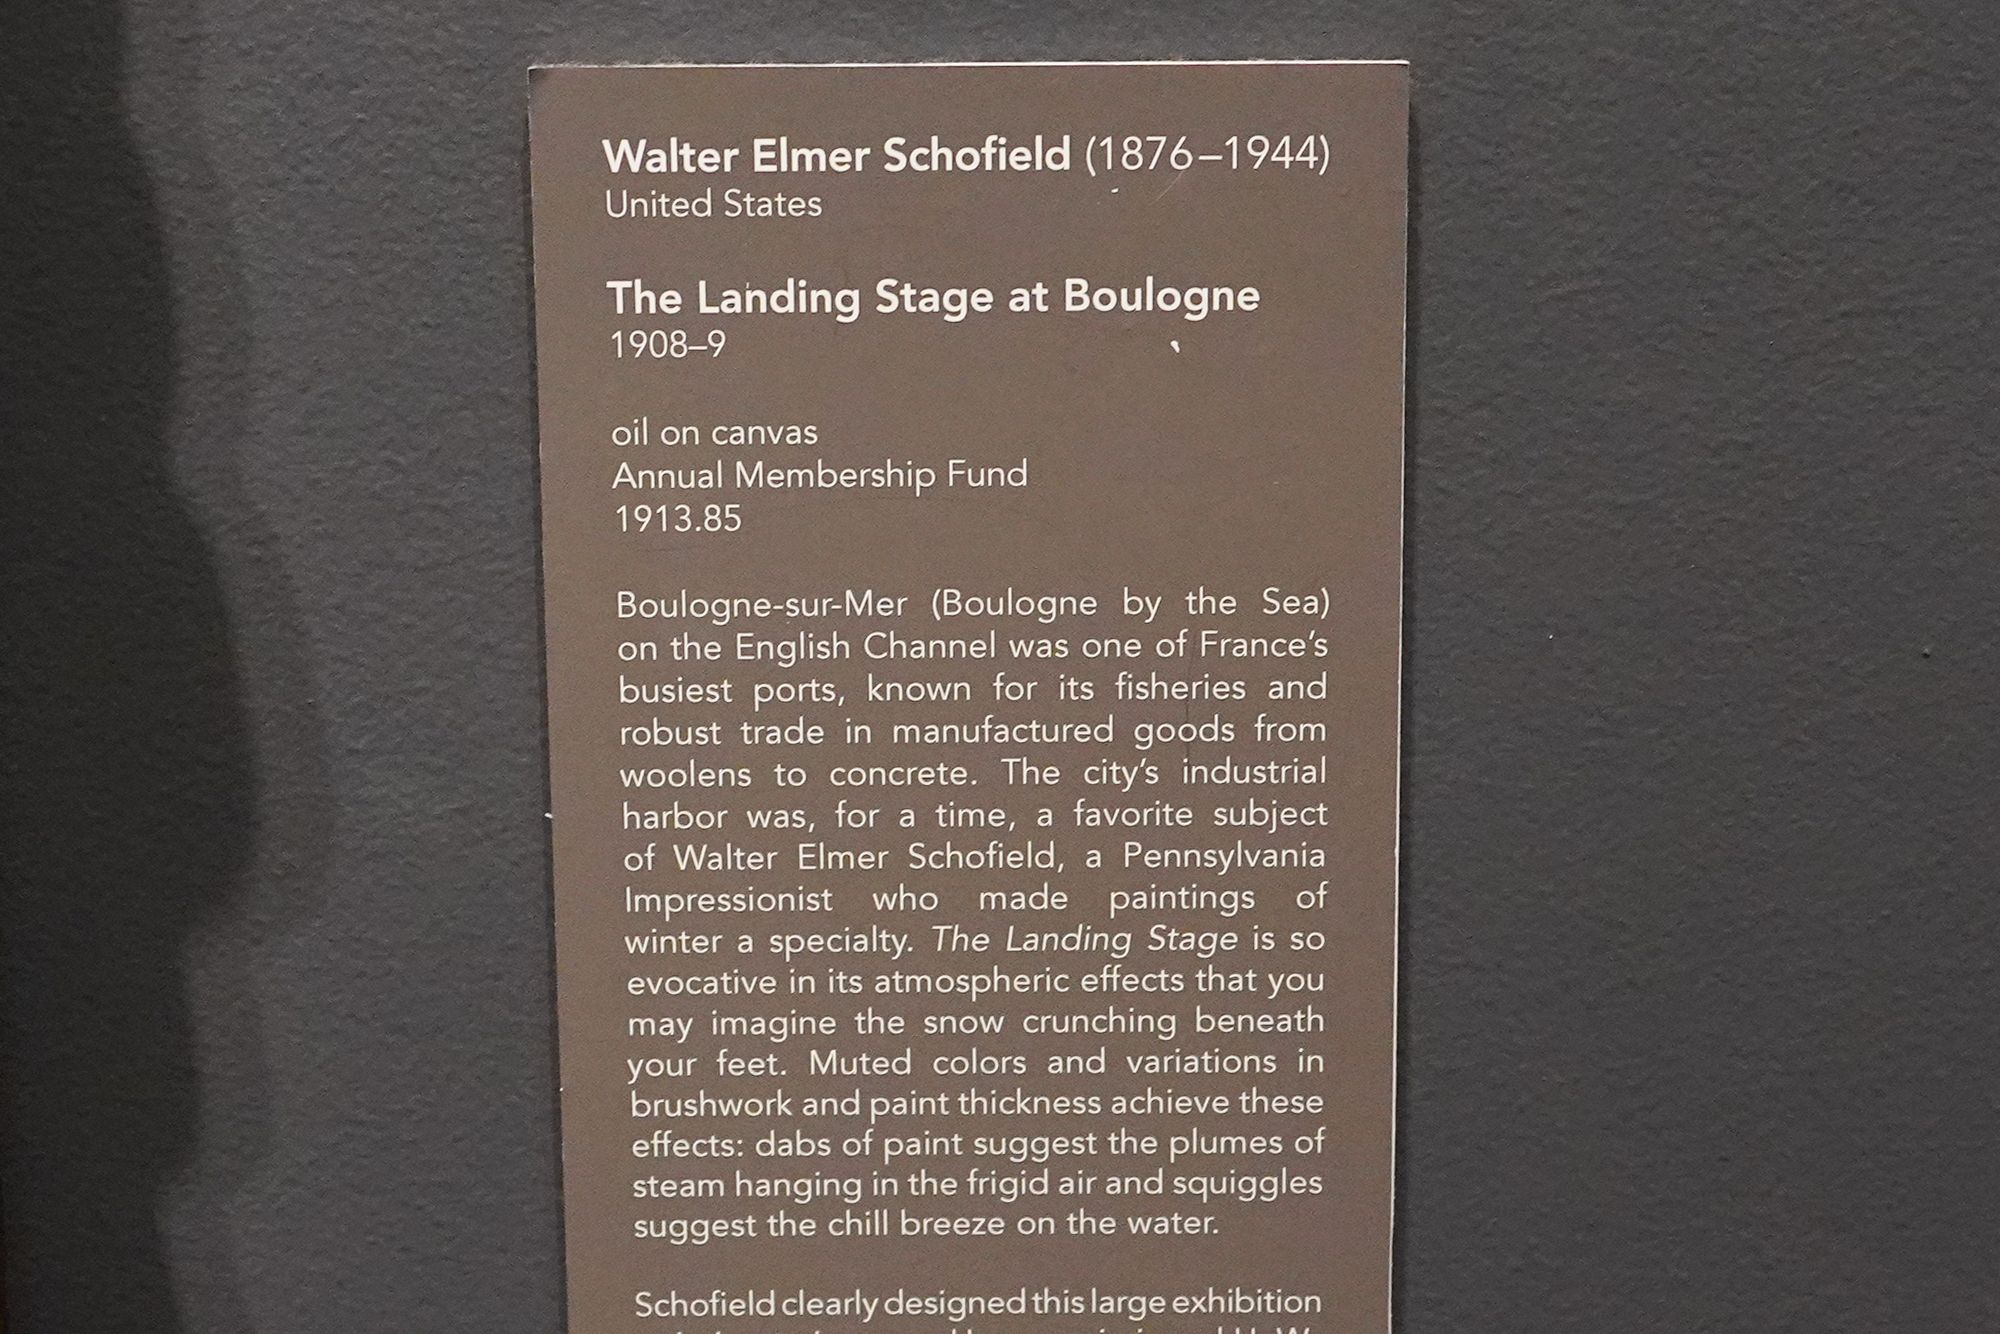 Walter Elmer Schofield (1876–1944)
United States
The Landing Stage at Boulogne
1908–9
oil on canvas
Annual Membership Fund
1913.85
Boulogne-sur-Mer (Boulogne by the Sea)
on the English Channel was one of France's
busiest ports, known for its fisheries and
robust trade in manufactured goods from
woolens to concrete. The city's industrial
harbor was, for a time, a favorite subject
of Walter Elmer Schofield, a Pennsylvania
Impressionist who made paintings of
winter a specialty. The Landing Stage is so
evocative in its atmospheric effects that you
may imagine the snow crunching beneath
your feet. Muted colors and variations in
brushwork and paint thickness achieve these
effects: dabs of paint suggest the plumes of
steam hanging in the frigid air and squiggles
suggest the chill breeze on the water.
Schofield clearly designed this large exhibition